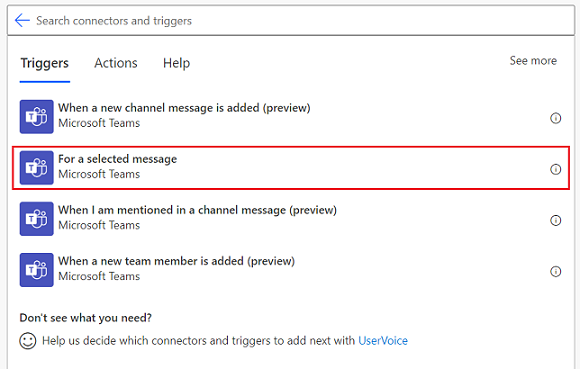 Search connectors and triggers
Triggers Actions Help See more
When a new channel message is added (preview)
Microsoft Teams
For a selected message
Microsoft Teams
When I am mentioned in a channel message (preview)
Microsoft Teams
When a new team member is added (preview)
Microsoft Teams
Don't see what you need?
Help us decide which connectors and triggers to add next with UserVoice